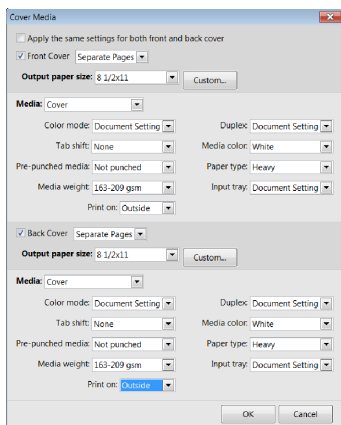 Cover Media
Apply the same settings for both front and back cover
Front Cover Separate Pages
Output paper size: 8 1/2x11 Custom...
Media: Cover
Color mode: Document Setting Duplex: Document Setting
Tab shift: None Media color: White
Pre-punched media: Not punched Paper type: Heavy
Media weight: 163-209 gsm Input tray: Document Setting
Print on: Outside
Back Cover Separate Pages
Output paper size: 8 1/2x11 Custom...
Media: Cover
Color mode: Document Setting Duplex: Document Setting
Tab shift: None Media color: White
Pre-punched media: Not punched Paper type: Heavy
Media weight: 163-209 gsm Input tray: Document Setting
Print on: Outside
OK Cancel